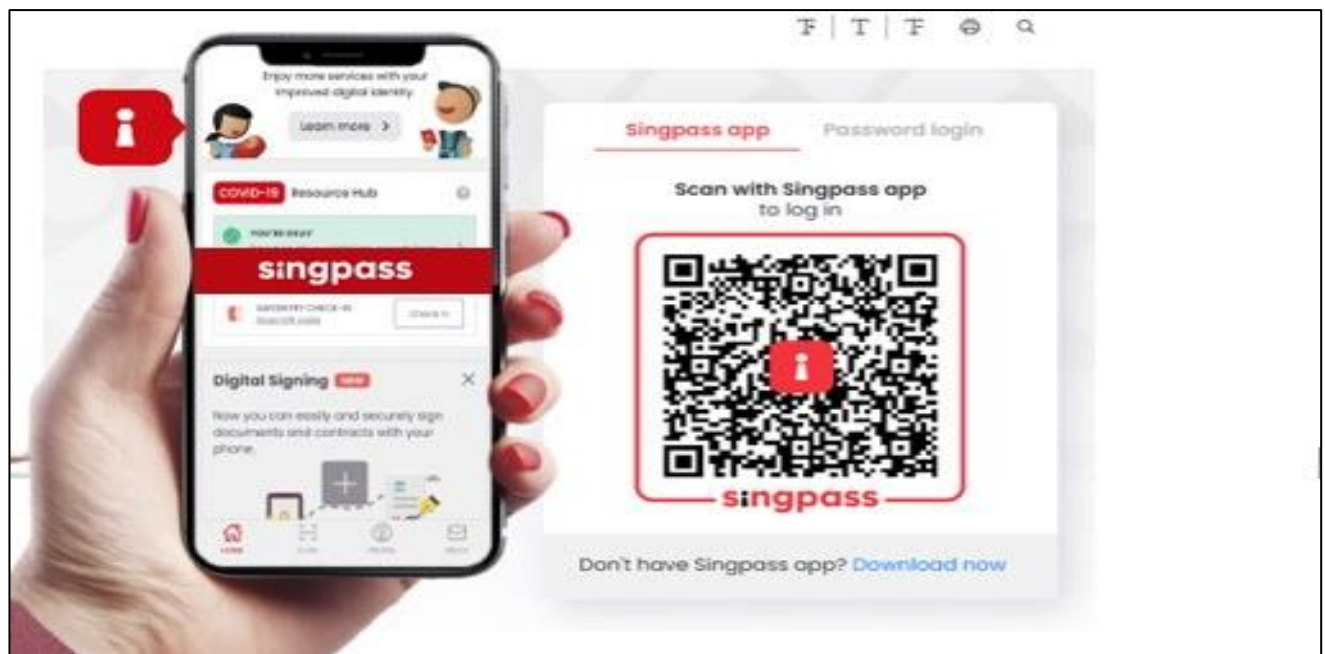 T | T | T
Enjoy more services with your
improved digital identity
Learn more >
COVID-19 Resource Hub
singpass
Check in
Digital Signing NEW
Now you can easily and securely sign
documents and contracts with your
phone.
HOME
Singpass app
Password login
Scan with Singpass app
to log in
singpass
Don't have Singpass app? Download now